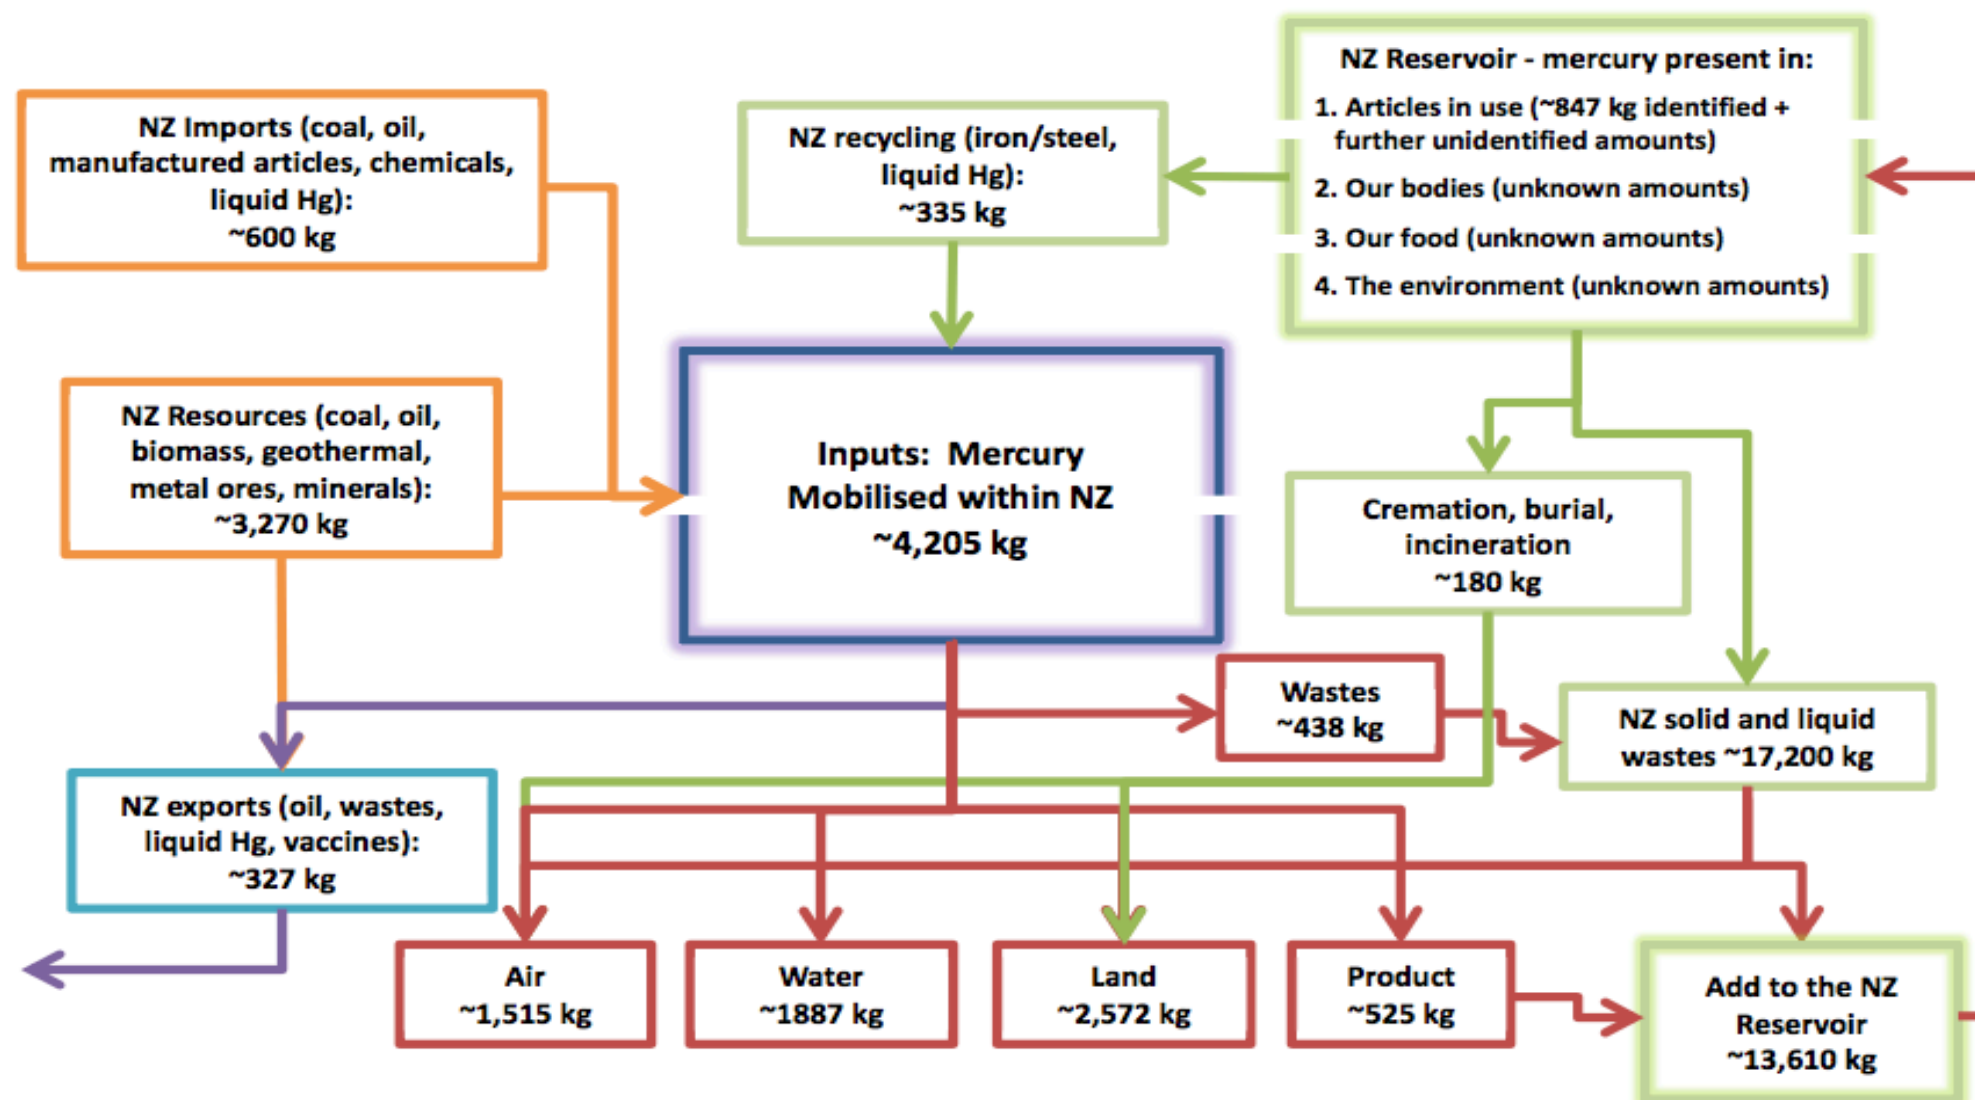 NZ Imports (coal, oil,
manufactured articles, chemicals,
liquid Hg):
~600 kg
NZ recycling (iron/steel,
liquid Hg):
~335 kg
NZ Reservoir - mercury present in:
1. Articles in use (~847 kg identified +
further unidentified amounts)
2. Our bodies (unknown amounts)
3. Our food (unknown amounts)
4. The environment (unknown amounts)
NZ Resources (coal, oil,
biomass, geothermal,
metal ores, minerals):
~3,270 kg
Inputs: Mercury
Mobilised within NZ
~4,205 kg
Cremation, burial,
incineration
~180 kg
Wastes
~438 kg
NZ solid and liquid
wastes ~17,200 kg
NZ exports (oil, wastes,
liquid Hg, vaccines):
~327 kg
Air
~1,515 kg
Water
~1887 kg
Land
~2,572 kg
Product
~525 kg
Add to the NZ
Reservoir
~13,610 kg